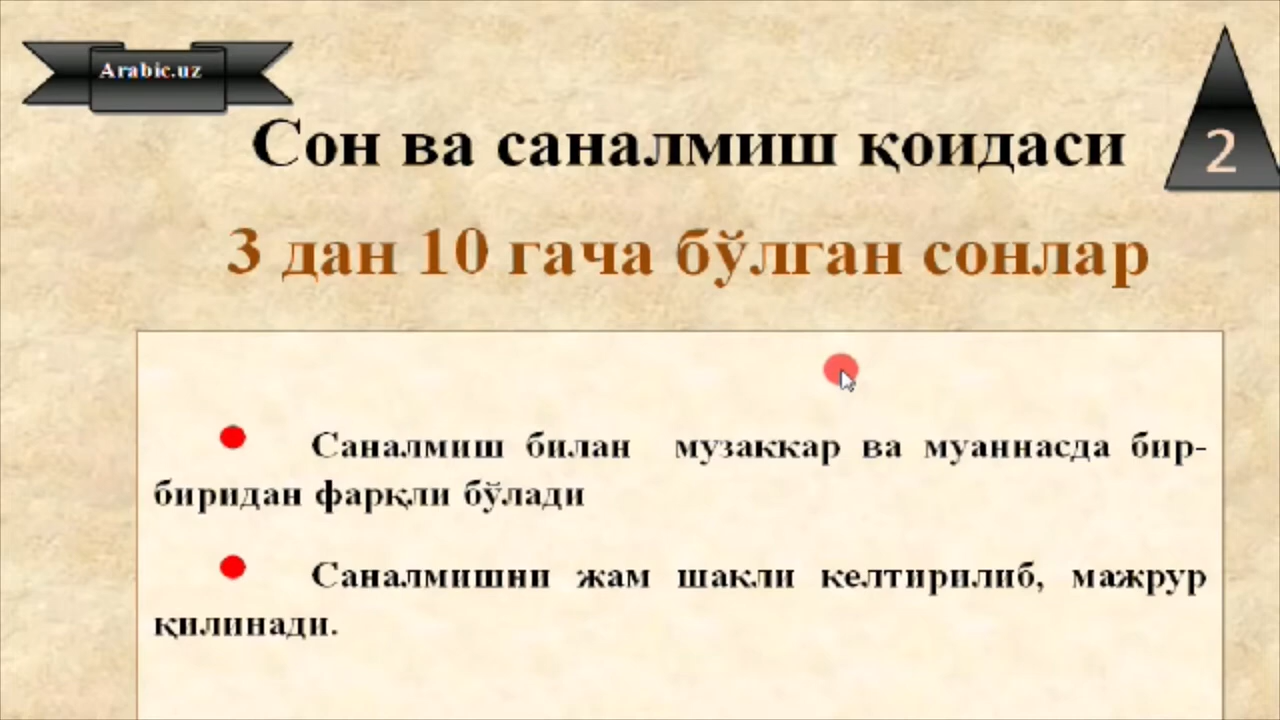 Arabic.uz
Сон ва саналмиш қоидаси
2
3 дан 10 гача бўлган сонлар
Саналмиш билан музаккар ва муаннасда бир-
биридан фарқли бўлади
Саналмишни жам шакли келтирилиб, мажрур
қилинади.